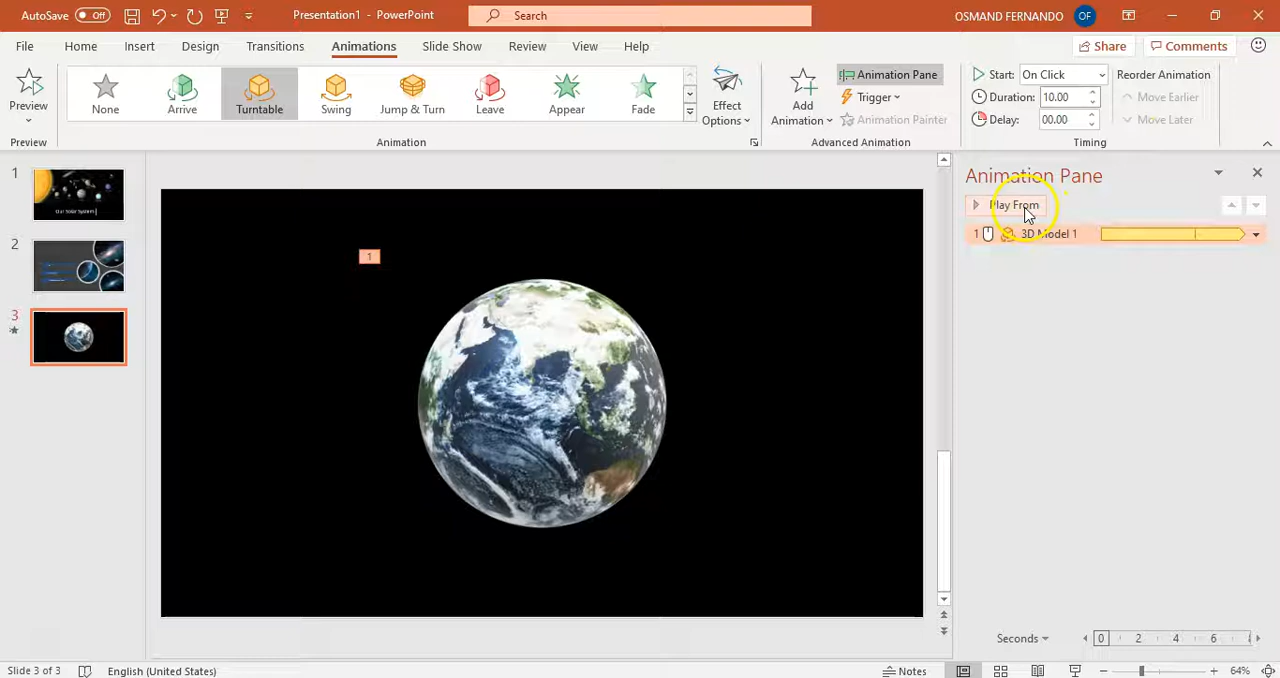 AutoSave Off Presentation1 - PowerPoint Search OSMAND FERNANDO OF
File Home Insert Design Transitions Animations Slide Show Review View Help Share Comments
Preview None Arrive Turntable Swing Jump & Turn Leave Appear Fade Effect Options Add Animation Animation Pane
Trigger
Animation Painter
Start: On Click
Duration: 10.00
Delay: 00.00
Reorder Animation
Move Earlier
Move Later
Preview Animation Advanced Animation Timing
Animation Pane
Play From
1 3D Model 1
1
2
3
Our Solar System
1
Seconds 0 2 4 6
Slide 3 of 3 English (United States) Notes 64%